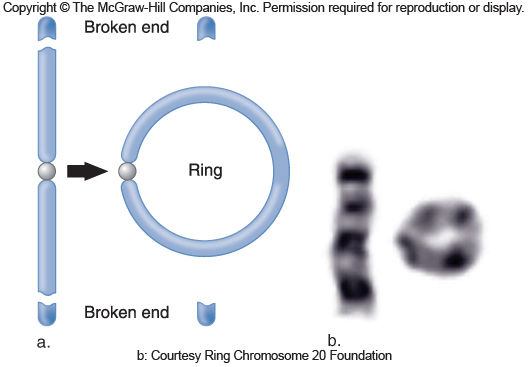 Copyright © The McGraw-Hill Companies, Inc. Permission required for reproduction or display.
Broken end
Ring
Broken end
a.
b.
b: Courtesy Ring Chromosome 20 Foundation